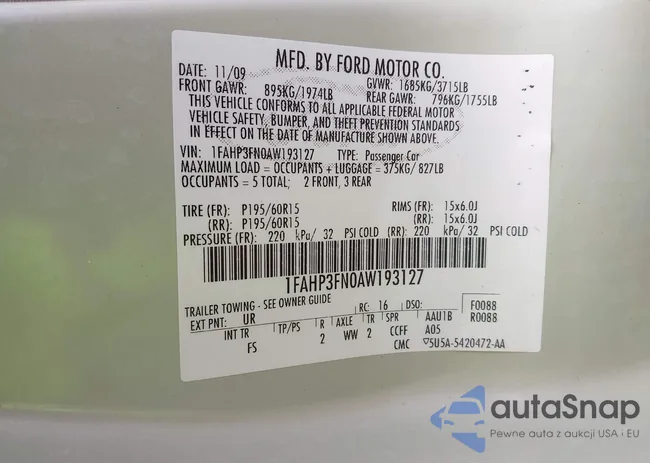 MFD. BY FORD MOTOR CO.
DATE: 11/09 GVWR: 1685KG/3715LB
FRONT GAWR: 895KG/1974LB REAR GAWR: 796KG/1755LB
THIS VEHICLE CONFORMS TO ALL APPLICABLE FEDERAL MOTOR
VEHICLE SAFETY, BUMPER, AND THEFT PREVENTION STANDARDS
IN EFFECT ON THE DATE OF MANUFACTURE SHOWN ABOVE.
VIN: 1FAHP3FN0AW193127 TYPE: Passenger Car
MAXIMUM LOAD = OCCUPANTS + LUGGAGE = 375KG/ 827LB
OCCUPANTS = 5 TOTAL; 2 FRONT, 3 REAR
TIRE (FR): P195/60R15 RIMS (FR): 15x6.0J
(RR): P195/60R15 (RR): 15x6.0J
PRESSURE (FR): 220 kPa/ 32 PSI COLD (RR): 220 kPa/ 32 PSI COLD
1FAHP3FN0AW193127
TRAILER TOWING - SEE OWNER GUIDE
EXT PNT: UR RC: 16 DSO: F0088
R0088
INT TR TP/PS R AXLE TR SPR AAU1B
FS 2 WW 2 CCFF A05
CMC ▽5U5A-5420472-AA
autaSnap
Pewne auta z aukcji USA i EU